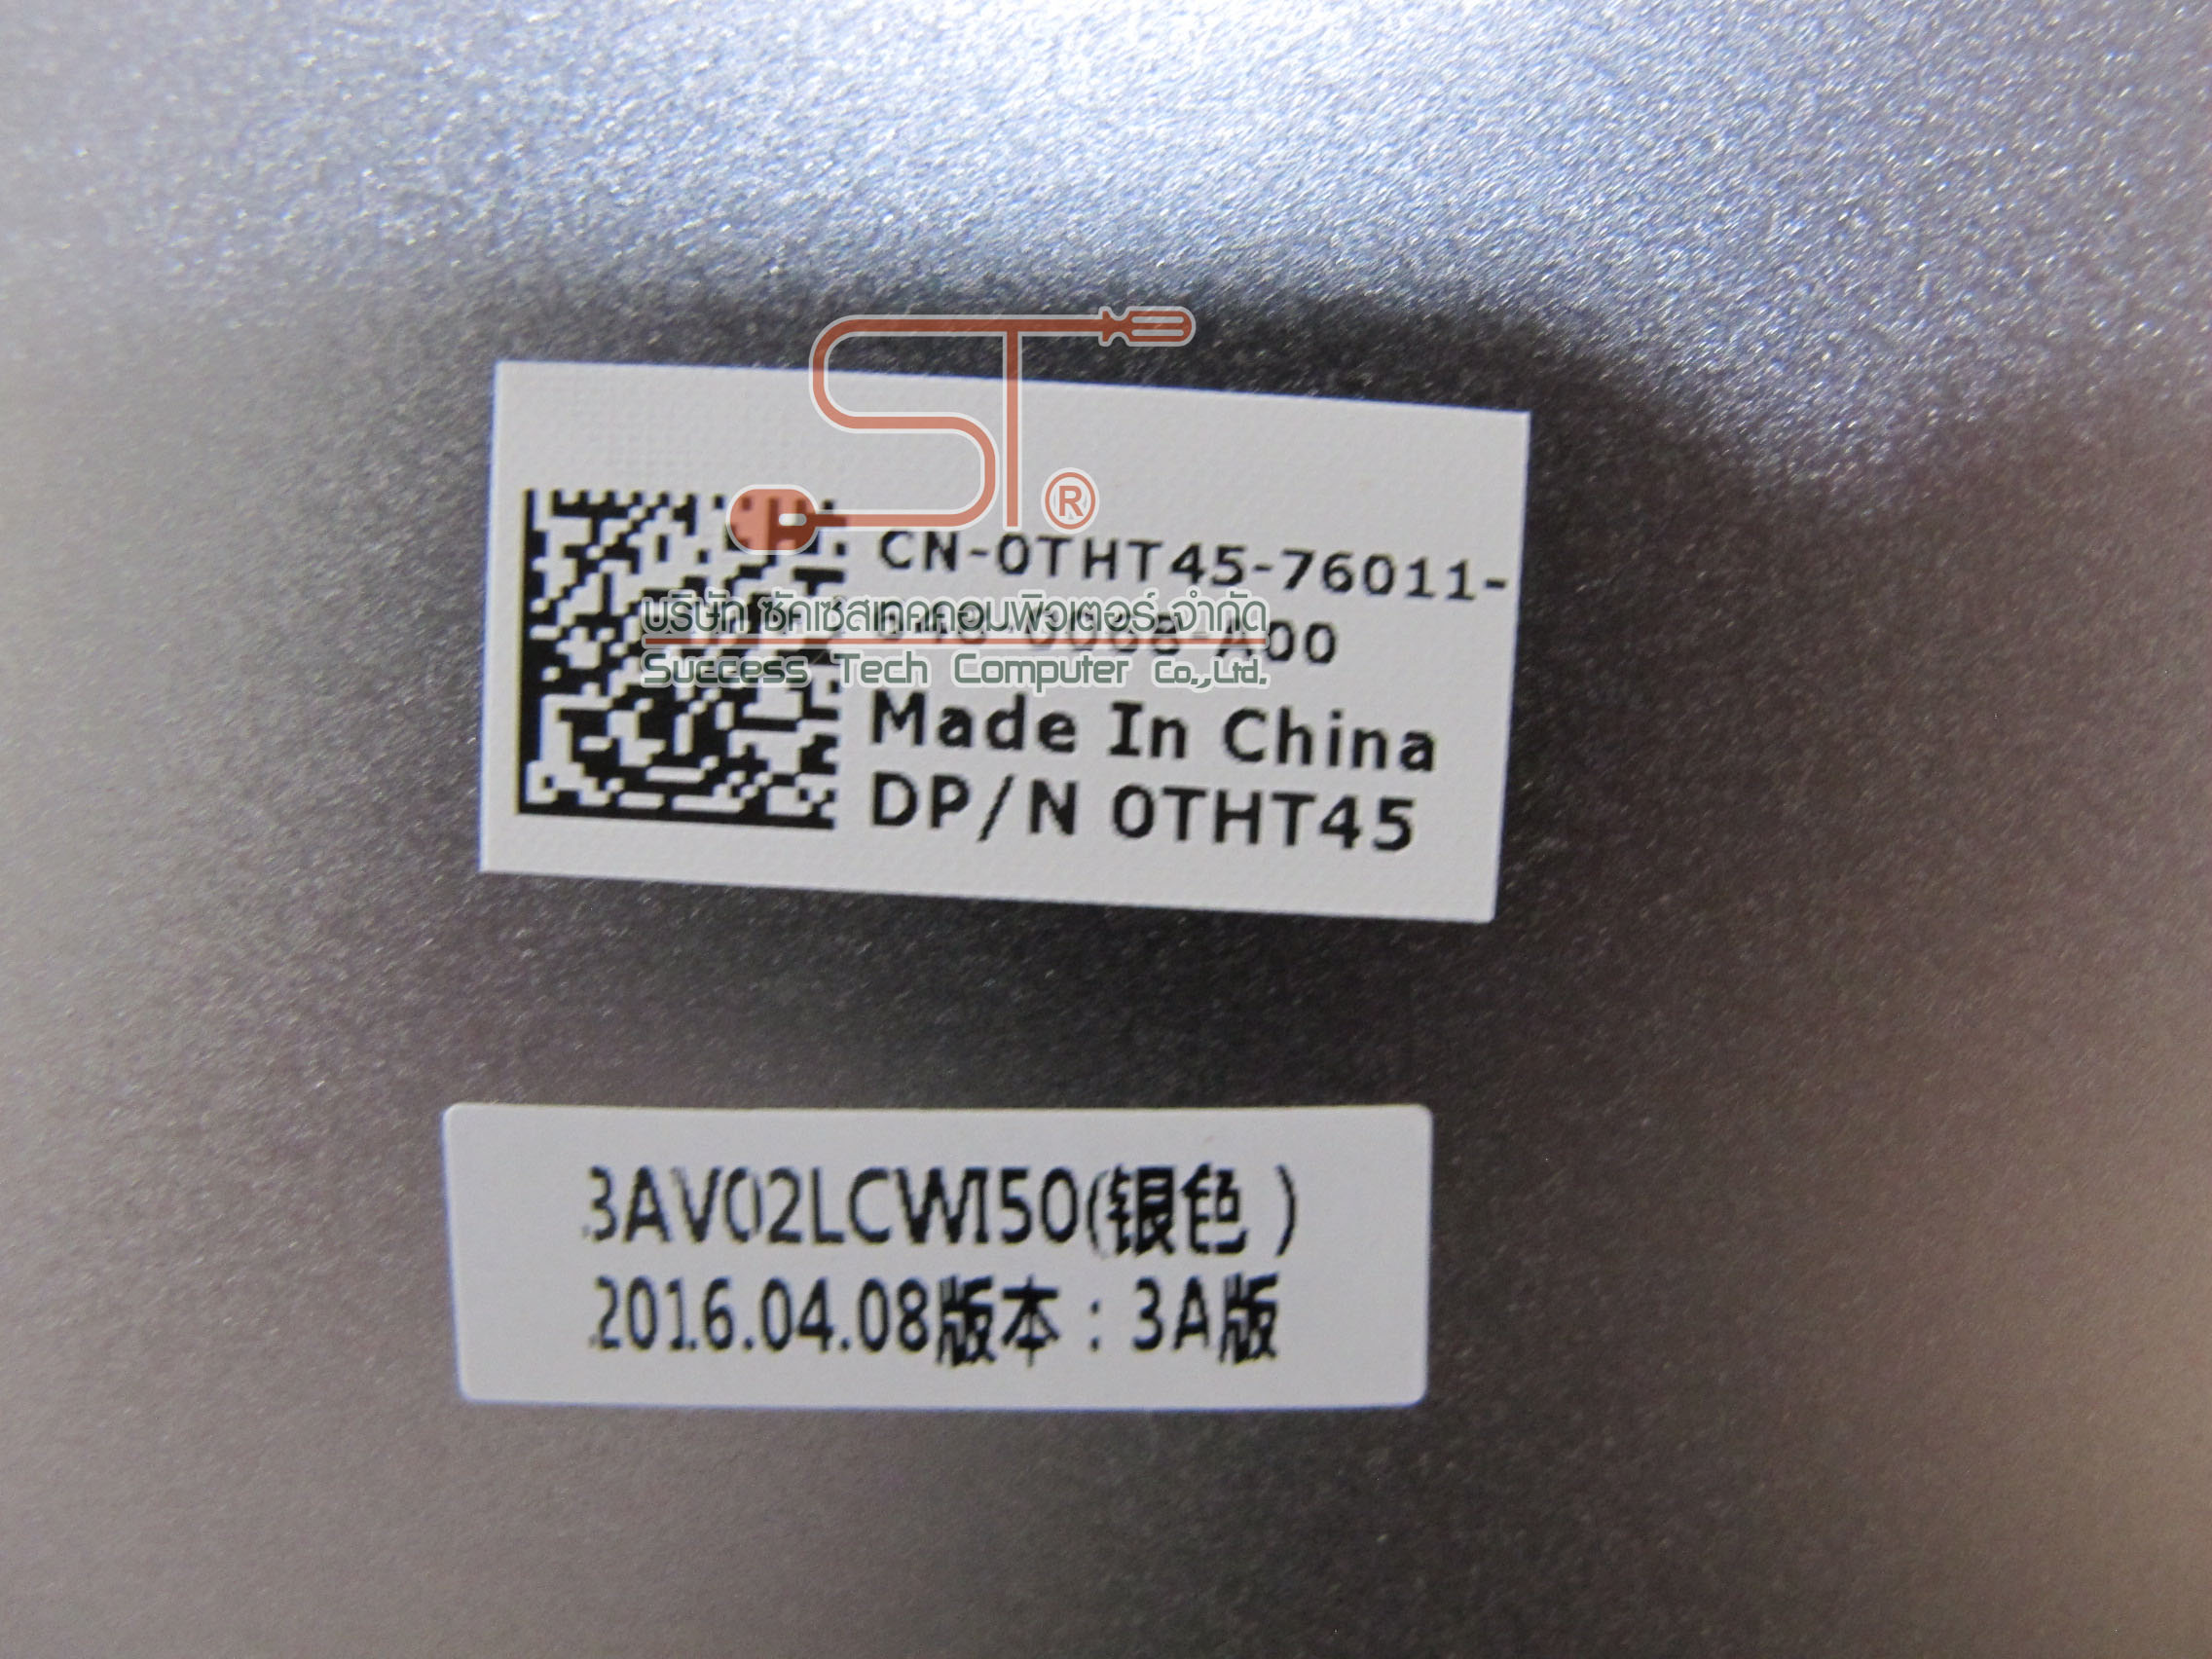 ST®
CN-0THT45-76011-
บริษัท ซัคเซสเทคคอมพิวเตอร์ จำกัด
A00
Success Tech Computer Co.,Ltd.
Made In China
DP/N 0THT45
3AV02LCWI50(银色 )
2016.04.08版本：3A版